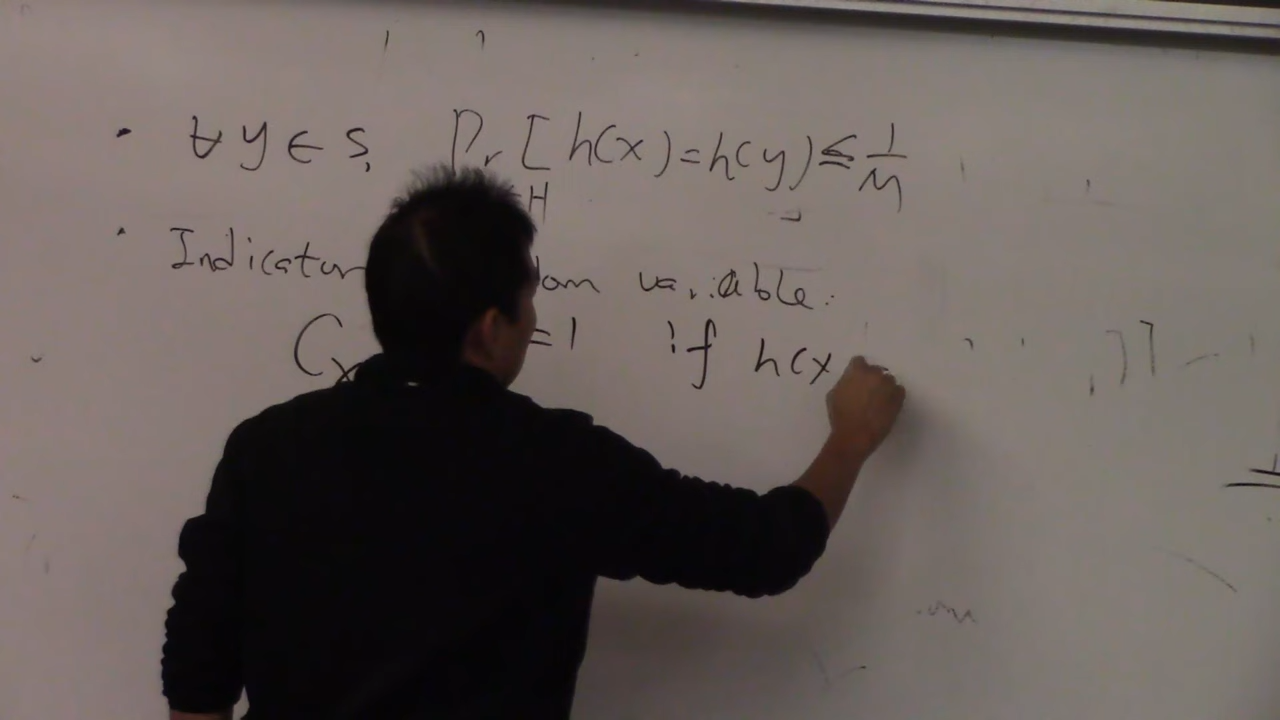 · ∀ y ∈ S, Pr [ h(x) = h(y) ≤ 1/M
H
· Indicator dom variable:
C x =1 if h(x